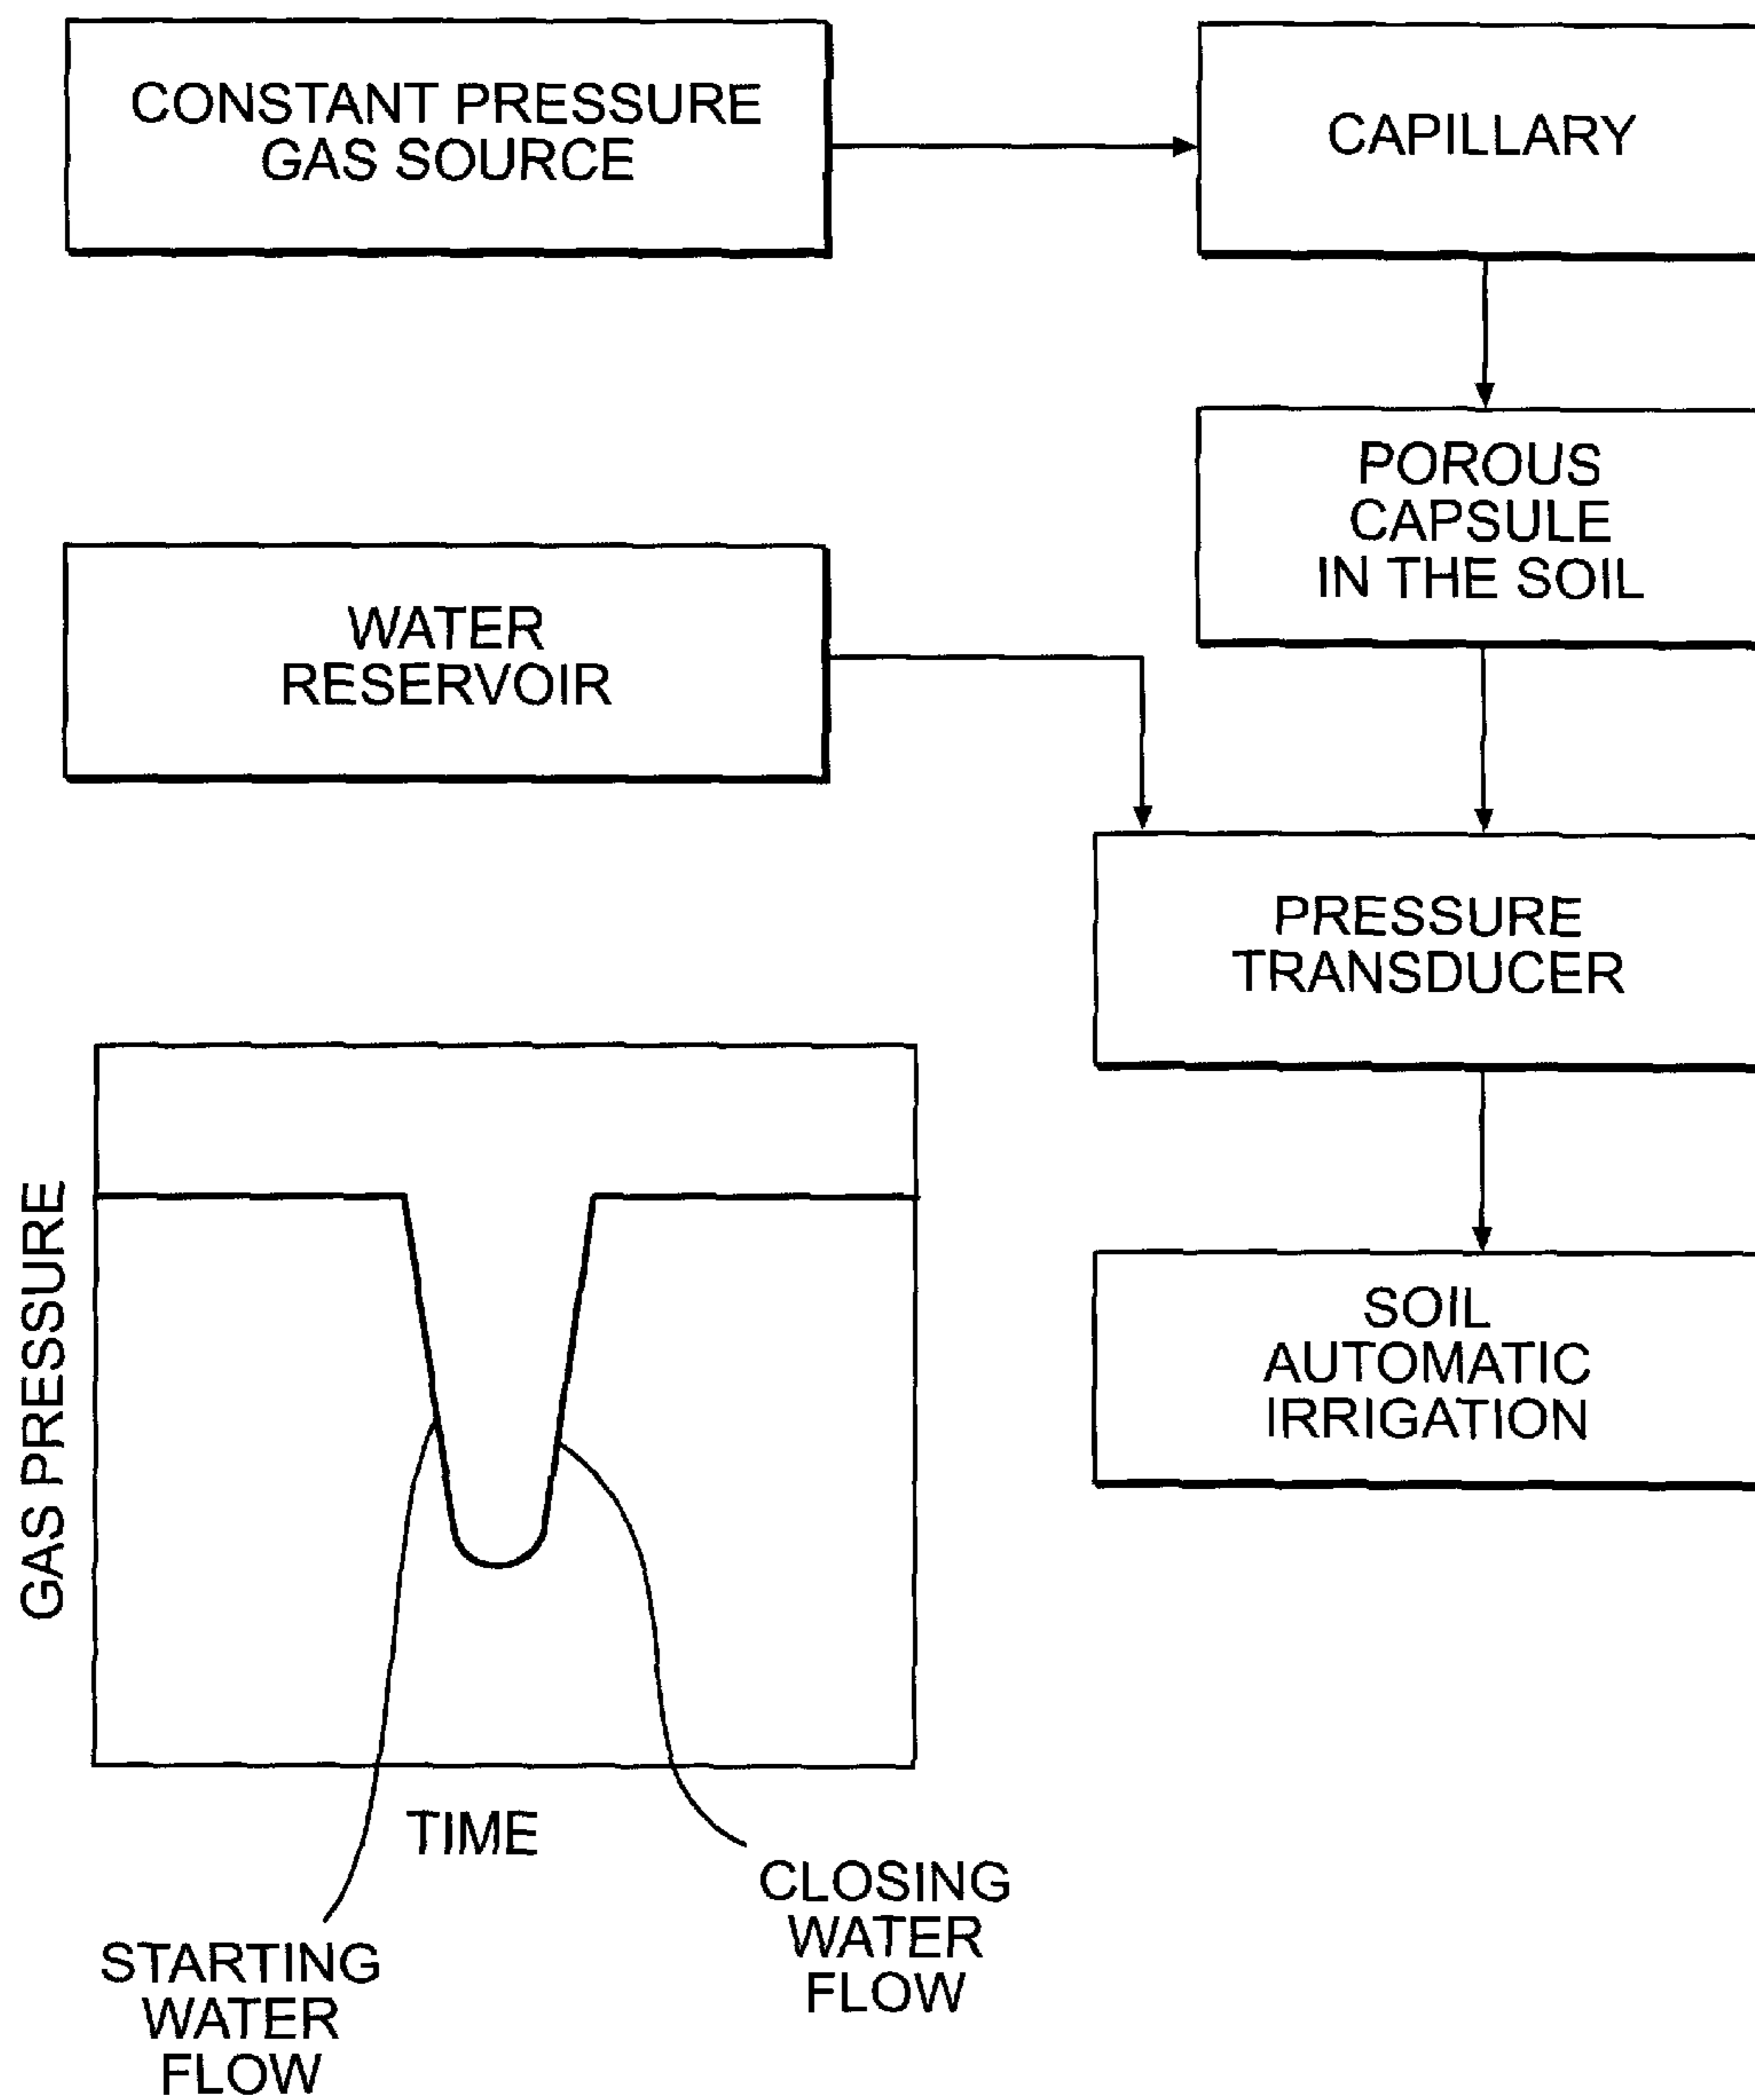 CONSTANT PRESSURE
GAS SOURCE
CAPILLARY
POROUS
CAPSULE
IN THE SOIL
WATER
RESERVOIR
PRESSURE
TRANSDUCER
SOIL
AUTOMATIC
IRRIGATION
GAS PRESSURE
TIME
STARTING
WATER
FLOW
CLOSING
WATER
FLOW